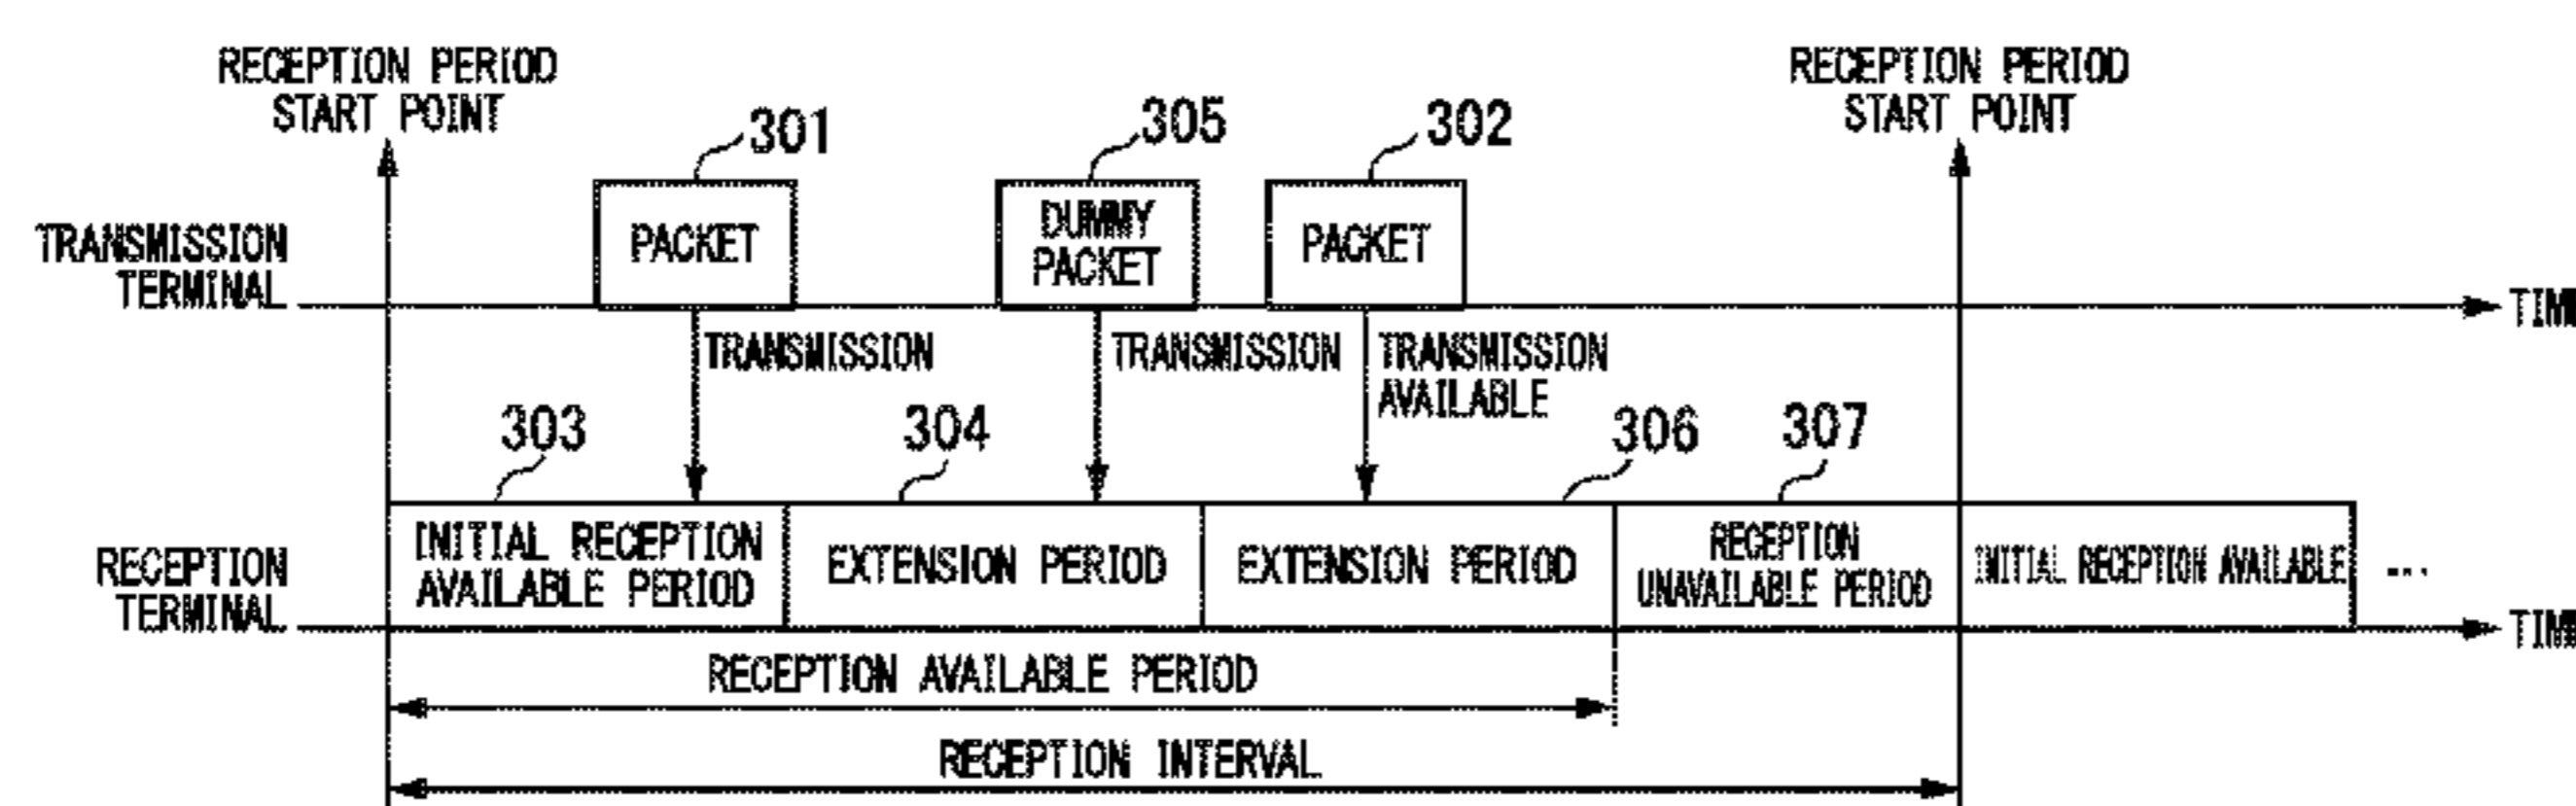 RECEPTION PERIOD
START POINT
RECEPTION PERIOD
START POINT
301
305
302
TRANSMISSION
TERMINAL
PACKET
DUMMY
PACKET
PACKET
TIM
TRANSMISSION
TRANSMISSION
TRANSMISSION
AVAILABLE
303
304
306
307
RECEPTION
TERMINAL
INITIAL RECEPTION
AVAILABLE PERIOD
EXTENSION PERIOD
EXTENSION PERIOD
RECEPTION
UNAVAILABLE PERIOD
INITIAL RECEPTION AVAILABLE
...
TIM
RECEPTION AVAILABLE PERIOD
RECEPTION INTERVAL